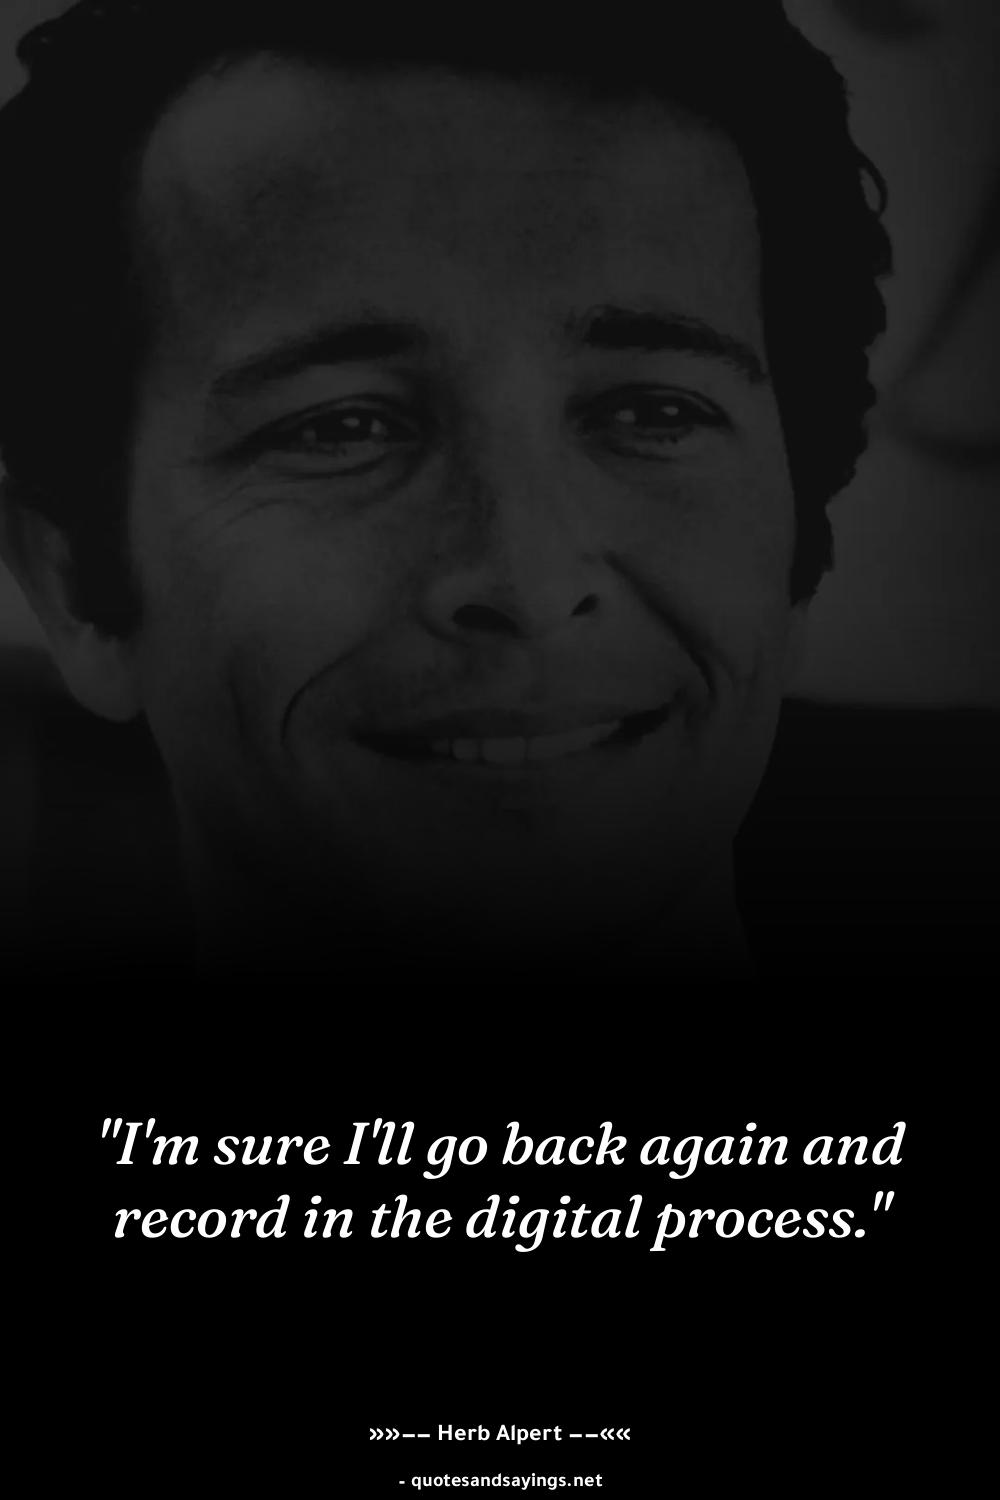 "I'm sure I'll go back again and
record in the digital process."
»»–– Herb Alpert ––««
- quotesandsayings.net